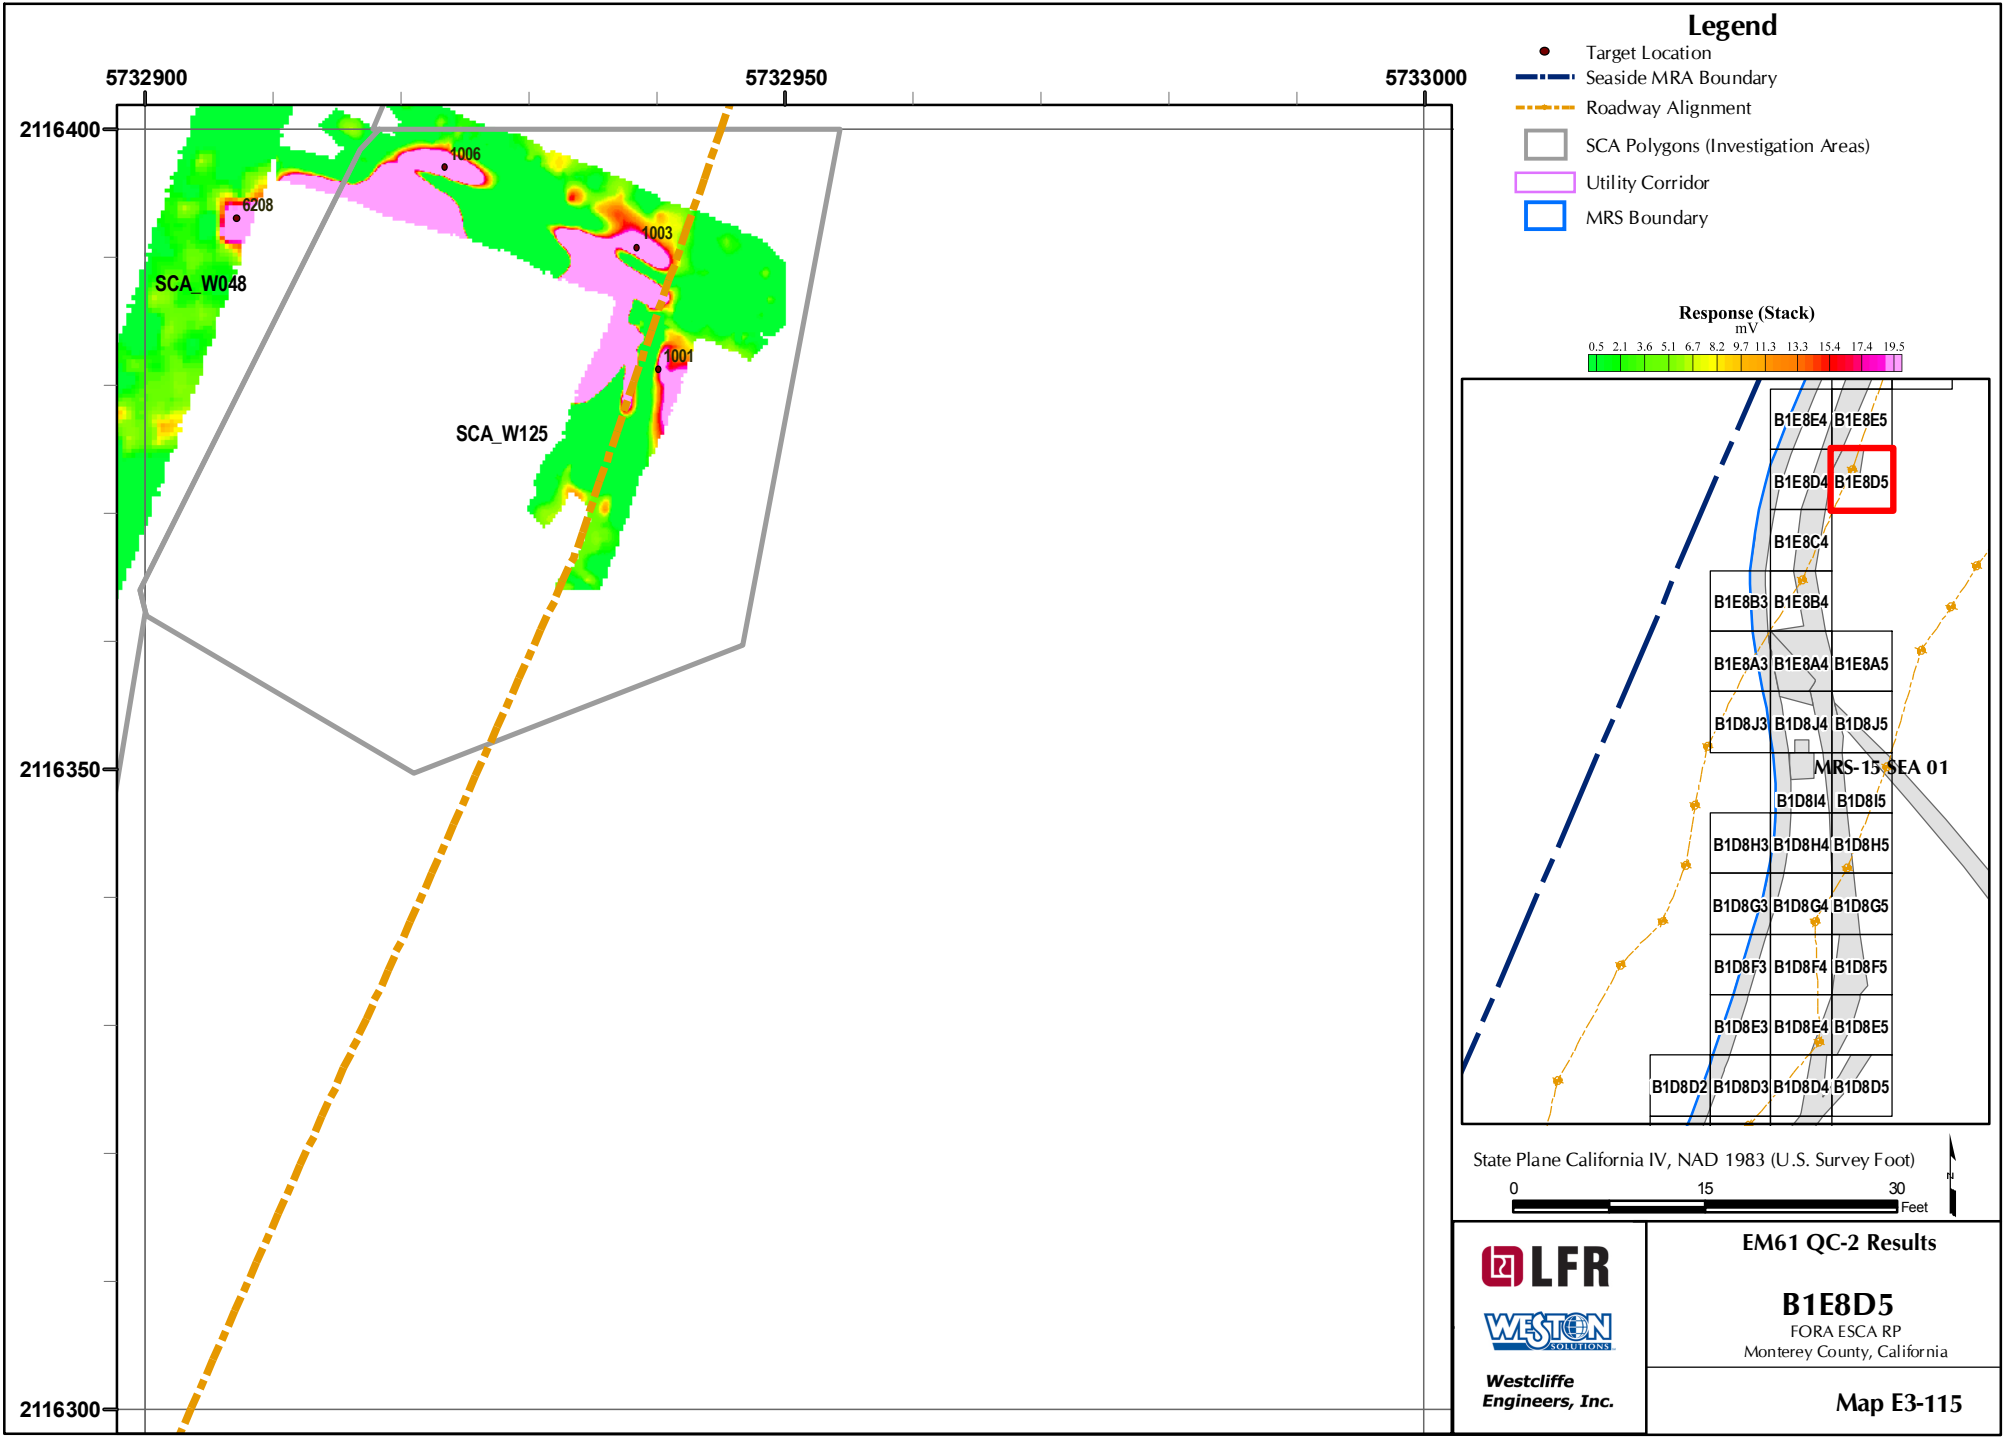 Legend
Target Location
Seaside MRA Boundary
Roadway Alignment
SCA Polygons (Investigation Areas)
Utility Corridor
MRS Boundary
5732900
5732950
5733000
2116400
2116350
2116300
1006
6208
1003
1001
SCA_W048
SCA_W125
Response (Stack)
mV
0.5 2.1 3.6 5.1 6.7 8.2 9.7 11.3 13.3 15.4 17.4 19.5
B1E8E4 B1E8E5
B1E8D4 B1E8D5
B1E8C4
B1E8B3 B1E8B4
B1E8A3 B1E8A4 B1E8A5
B1D8J3 B1D8J4 B1D8J5
MRS-15 SEA 01
B1D8I4 B1D8I5
B1D8H3 B1D8H4 B1D8H5
B1D8G3 B1D8G4 B1D8G5
B1D8F3 B1D8F4 B1D8F5
B1D8E3 B1D8E4 B1D8E5
B1D8D2 B1D8D3 B1D8D4 B1D8D5
State Plane California IV, NAD 1983 (U.S. Survey Foot)
0 15 30
Feet
N
LFR
WESTON
SOLUTIONS
Westcliffe
Engineers, Inc.
EM61 QC-2 Results
B1E8D5
FORA ESCA RP
Monterey County, California
Map E3-115